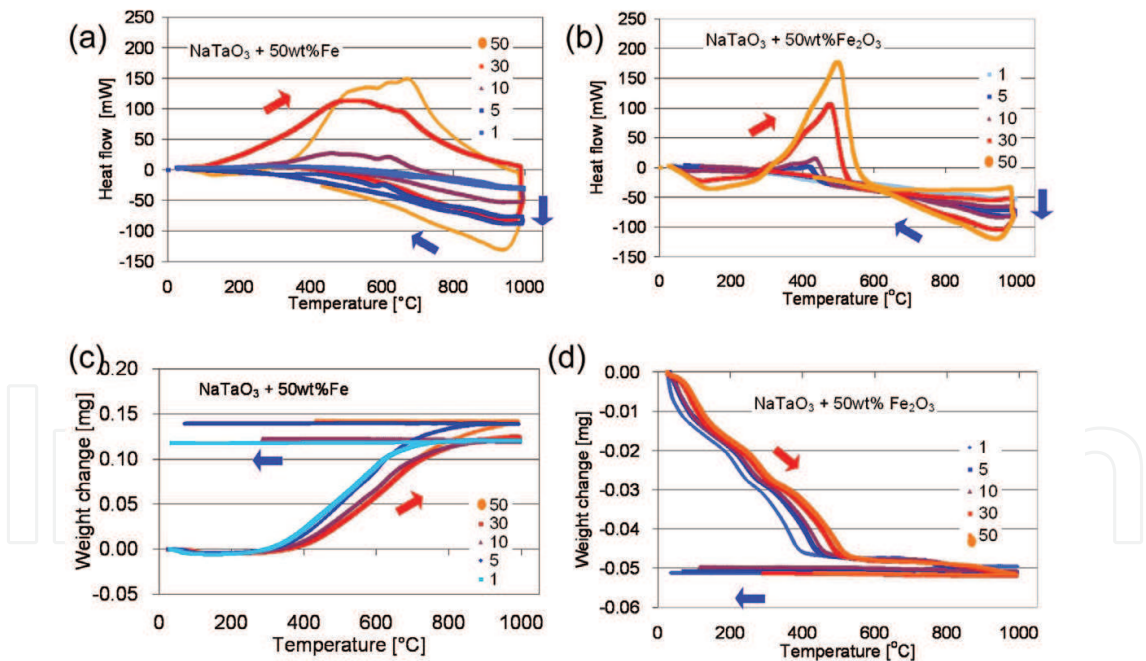 (a)
NaTaO₃ + 50wt%Fe
250
200
150
100
50
0
-50
-100
-150
Heat flow [mW]
50
30
10
5
1
0 200 400 600 800 1000
Temperature [°C]
(b)
NaTaO₃ + 50wt%Fe₂O₃
250
200
150
100
50
0
-50
-100
-150
Heat flow [mW]
1
5
10
30
50
0 200 400 600 800 1000
Temperature [°C]
(c)
NaTaO₃ + 50wt%Fe
0.20
0.15
0.10
0.05
0.00
-0.05
Weight change [mg]
50
30
10
5
1
0 200 400 600 800 1000
Temperature [°C]
(d)
NaTaO₃ + 50wt% Fe₂O₃
0.00
-0.01
-0.02
-0.03
-0.04
-0.05
-0.06
Weight change [mg]
1
5
10
30
50
0 200 400 600 800 1000
Temperature [°C]